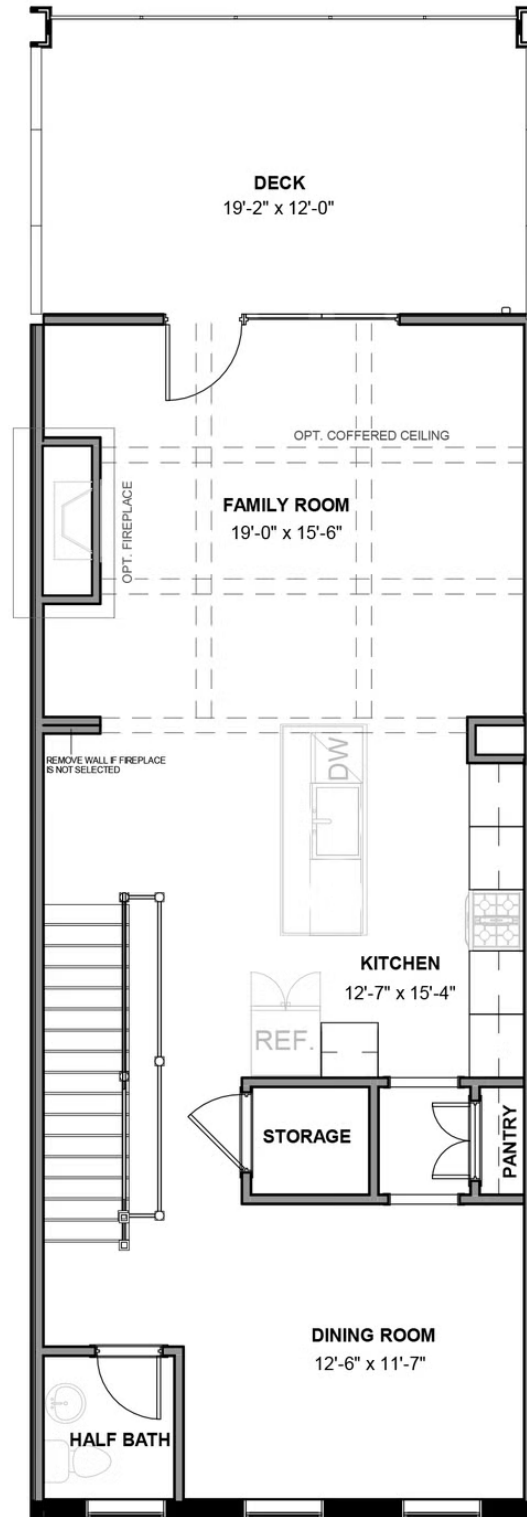 DECK
19'-2" x 12'-0"
OPT. COFFERED CEILING
FAMILY ROOM
19'-0" x 15'-6"
OPT. FIREPLACE
REMOVE WALL IF FIREPLACE
IS NOT SELECTED
DW
KITCHEN
12'-7" x 15'-4"
REF.
STORAGE
PANTRY
DINING ROOM
12'-6" x 11'-7"
HALF BATH